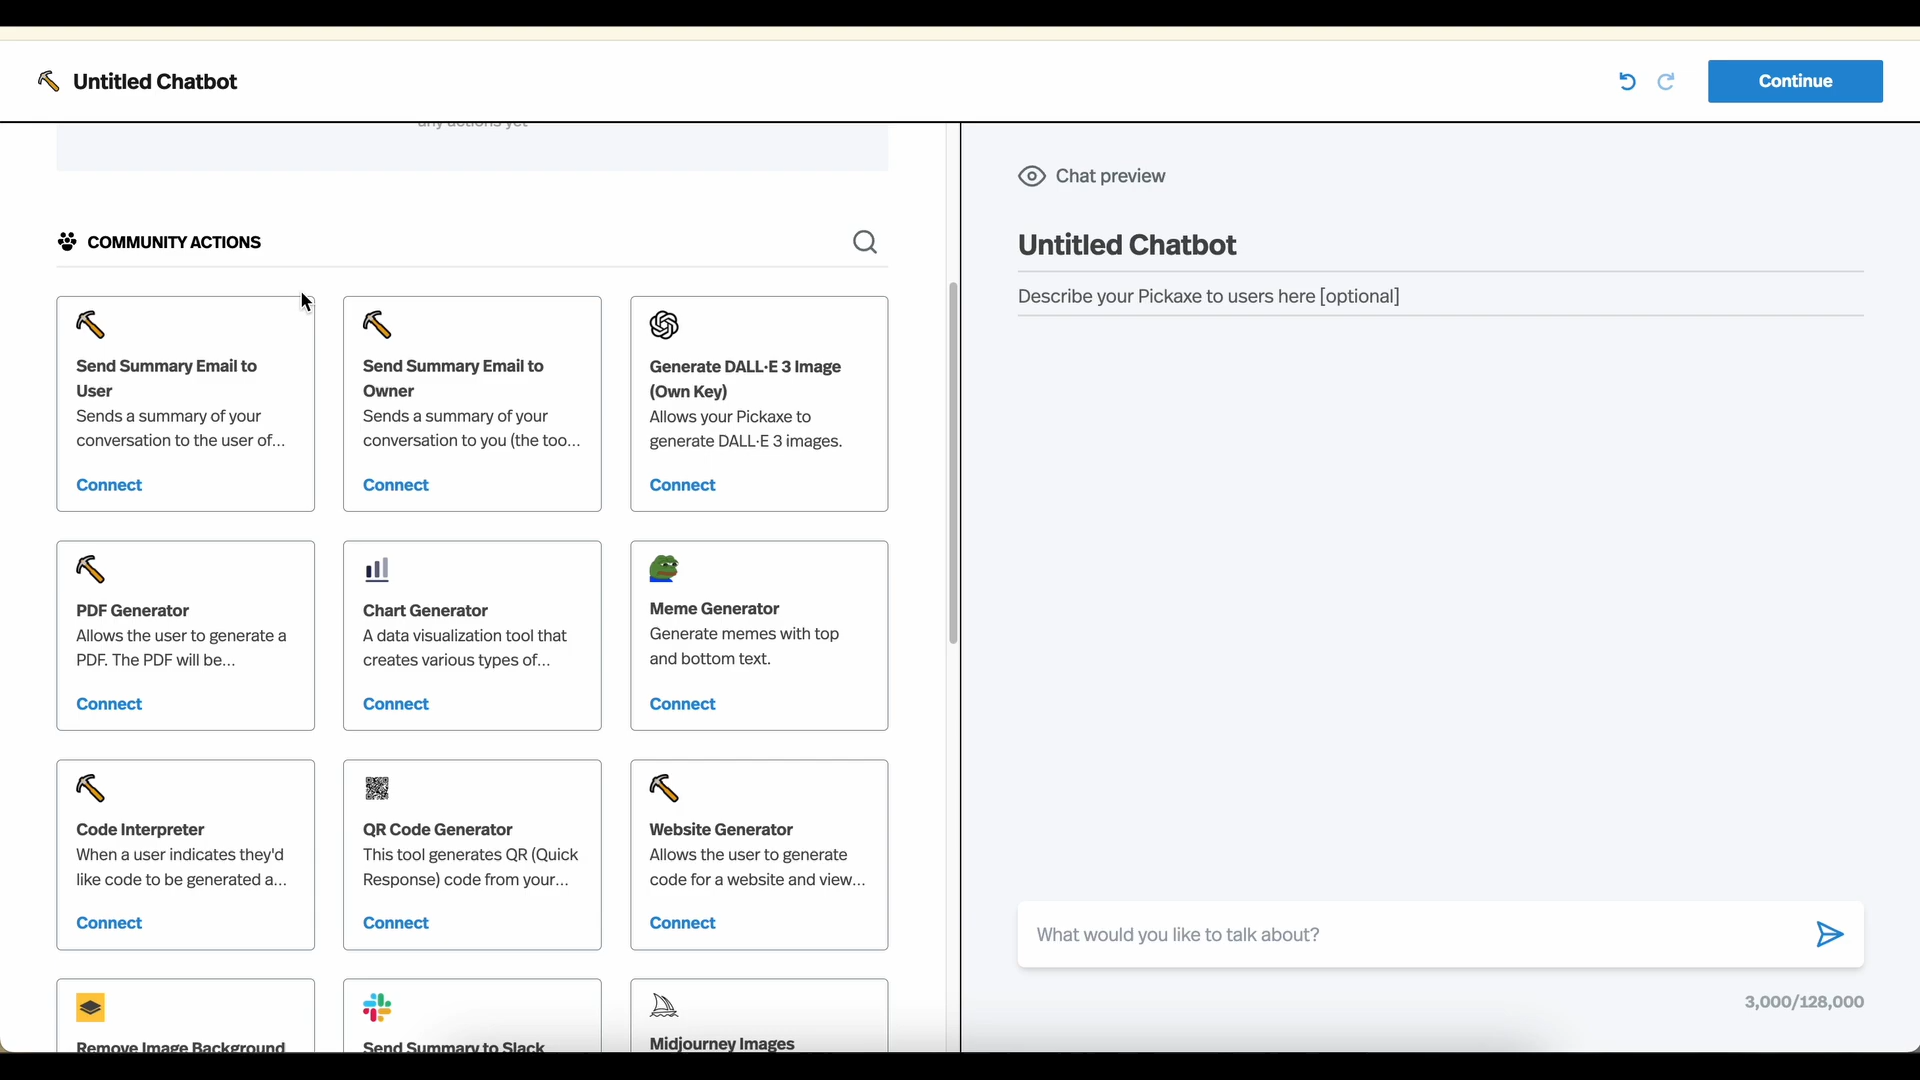 Untitled Chatbot
Continue
any actions yet
COMMUNITY ACTIONS
Send Summary Email to
User
Sends a summary of your
conversation to the user of...
Connect
Send Summary Email to
Owner
Sends a summary of your
conversation to you (the too...
Connect
Generate DALL·E 3 Image
(Own Key)
Allows your Pickaxe to
generate DALL·E 3 images.
Connect
PDF Generator
Allows the user to generate a
PDF. The PDF will be...
Connect
Chart Generator
A data visualization tool that
creates various types of...
Connect
Meme Generator
Generate memes with top
and bottom text.
Connect
Code Interpreter
When a user indicates they'd
like code to be generated a...
Connect
QR Code Generator
This tool generates QR (Quick
Response) code from your...
Connect
Website Generator
Allows the user to generate
code for a website and view...
Connect
Remove Image Background
Send Summary to Slack
Midjourney Images
Chat preview
Untitled Chatbot
Describe your Pickaxe to users here [optional]
What would you like to talk about?
3,000/128,000